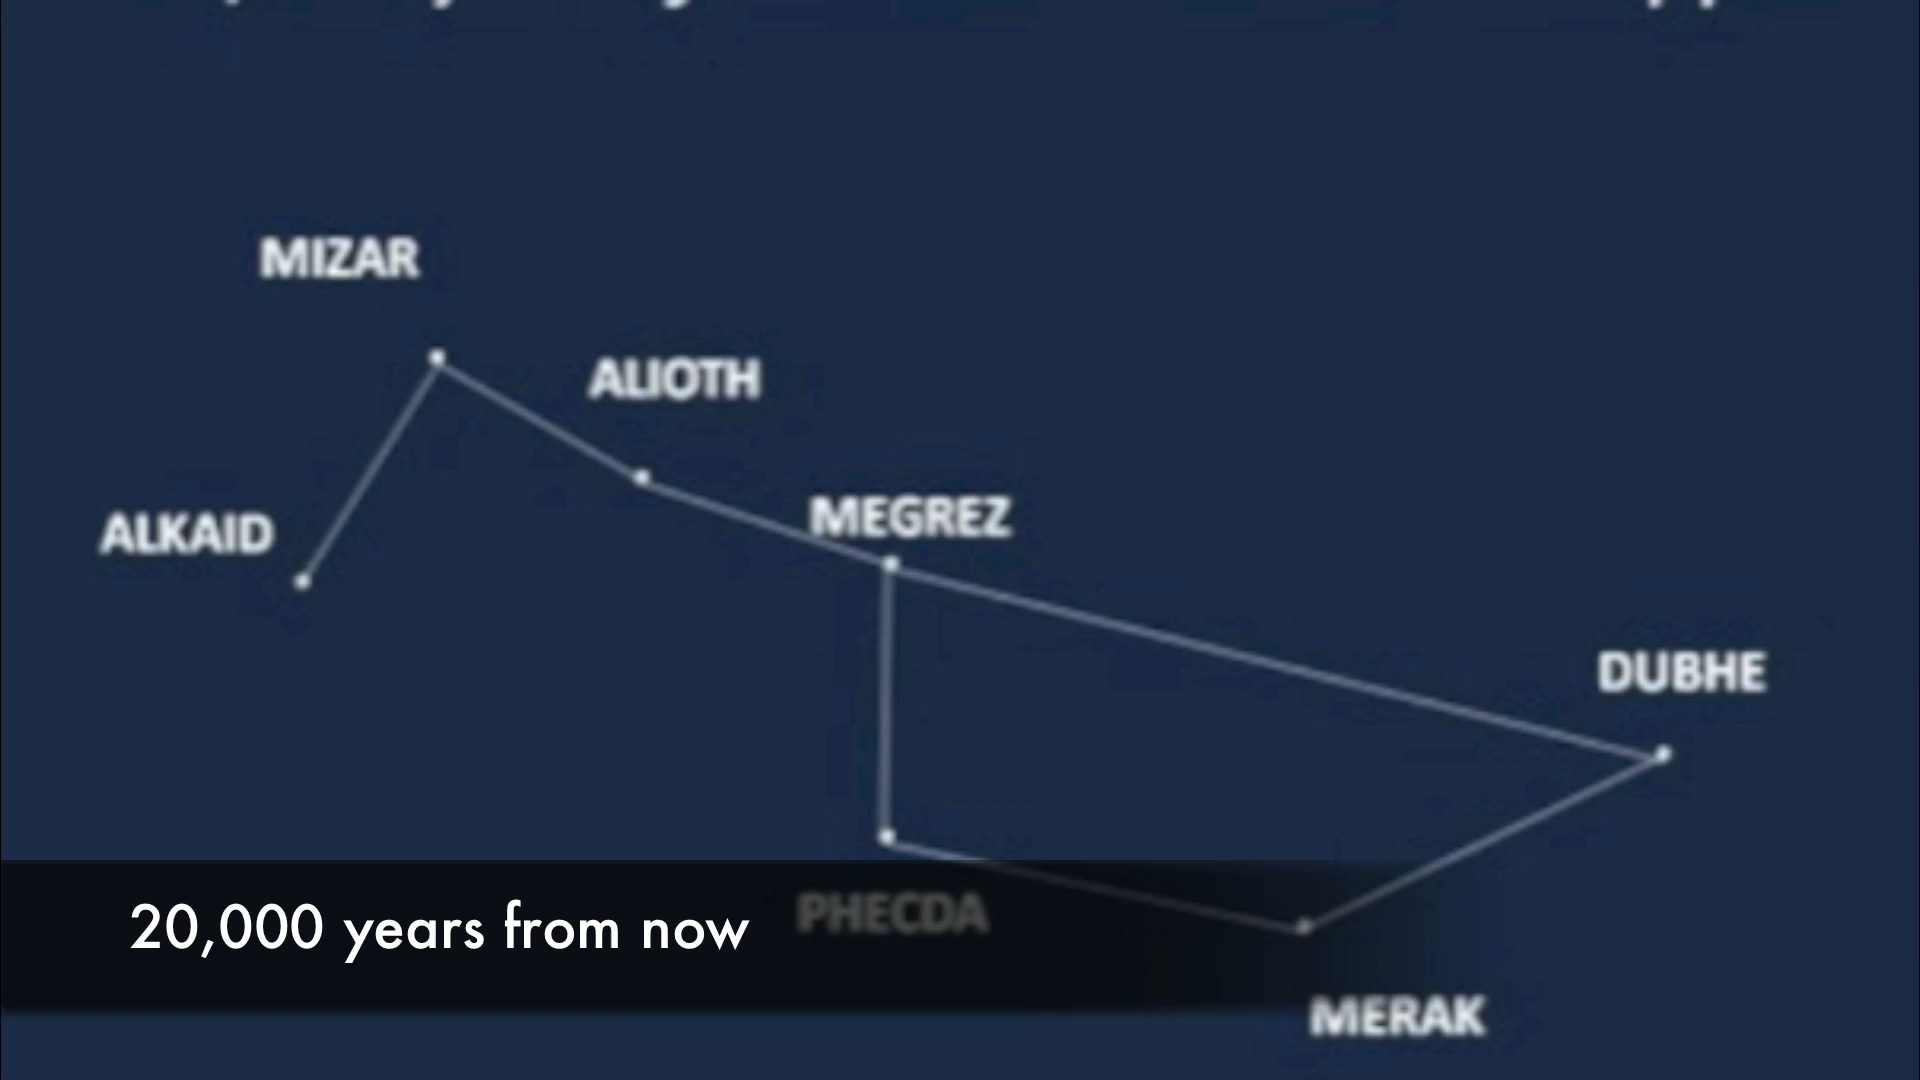 MIZAR
ALIOTH
MEGREZ
ALKAID
DUBHE
PHECDA
20,000 years from now
MERAK